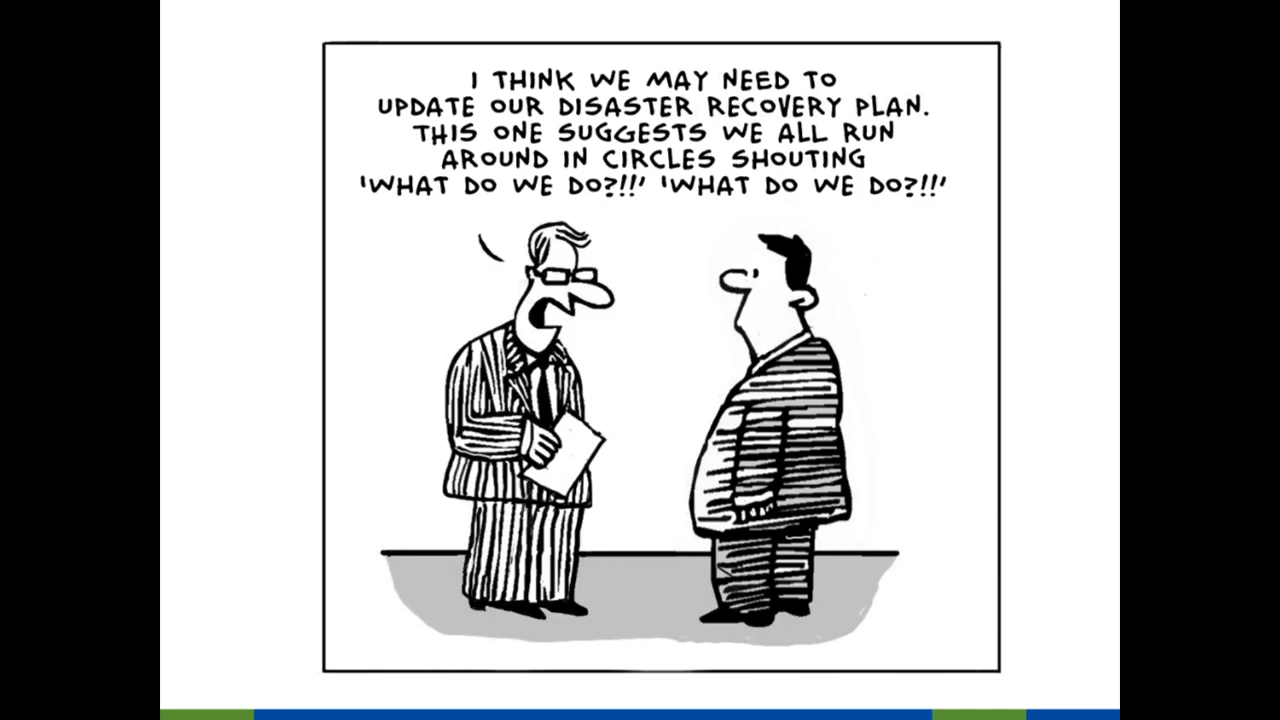 I THINK WE MAY NEED TO
UPDATE OUR DISASTER RECOVERY PLAN.
THIS ONE SUGGESTS WE ALL RUN
AROUND IN CIRCLES SHOUTING
'WHAT DO WE DO?!!' 'WHAT DO WE DO?!!'